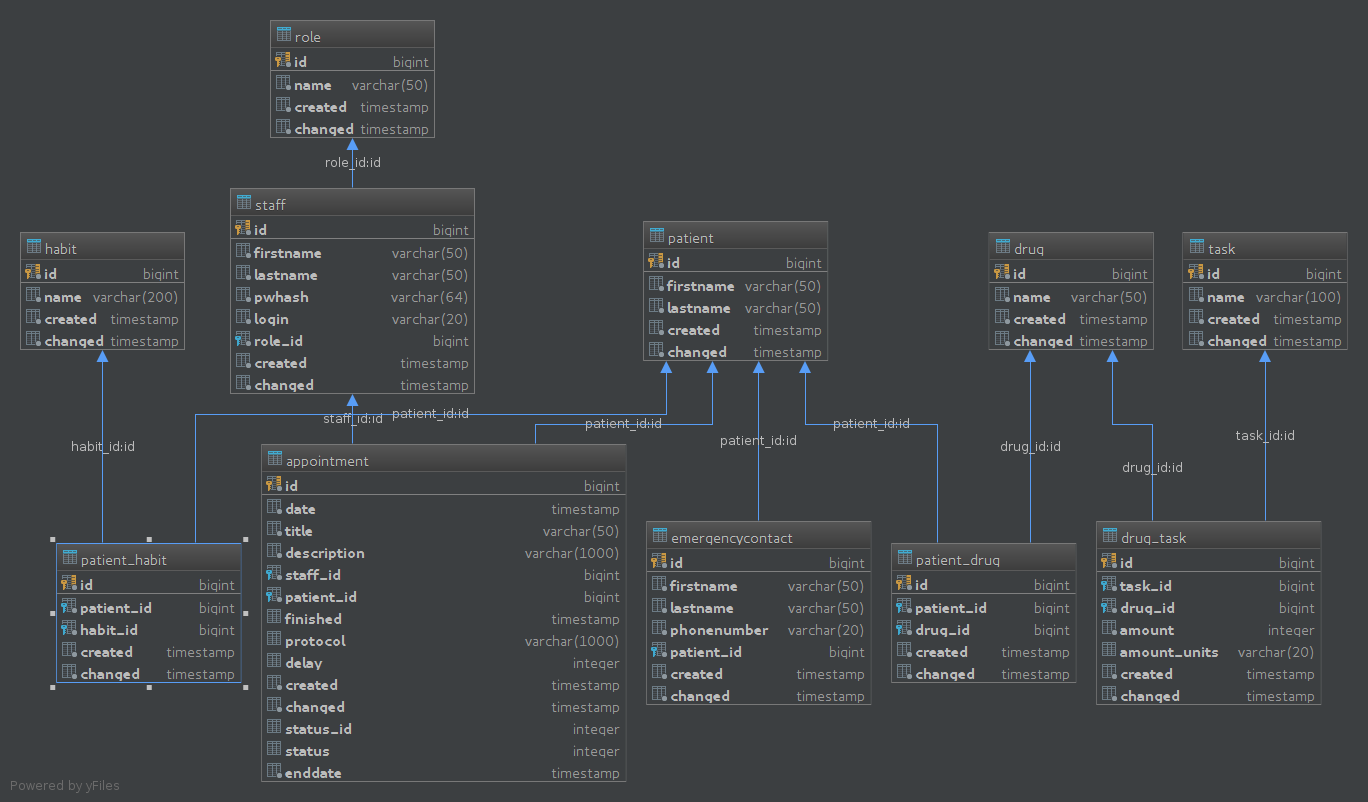 role
id bigint
name varchar(50)
created timestamp
changed timestamp
role_id:id
staff
id bigint
firstname varchar(50)
lastname varchar(50)
pwhash varchar(64)
login varchar(20)
role_id bigint
created timestamp
changed timestamp
habit
id bigint
name varchar(200)
created timestamp
changed timestamp
patient
id bigint
firstname varchar(50)
lastname varchar(50)
created timestamp
changed timestamp
drug
id bigint
name varchar(50)
created timestamp
changed timestamp
task
id bigint
name varchar(100)
created timestamp
changed timestamp
habit_id:id
staff_id:id
patient_id:id
patient_id:id
patient_id:id
patient_id:id
drug_id:id
drug_id:id
task_id:id
patient_habit
id bigint
patient_id bigint
habit_id bigint
created timestamp
changed timestamp
appointment
id bigint
date timestamp
title varchar(50)
description varchar(1000)
staff_id bigint
patient_id bigint
finished timestamp
protocol varchar(1000)
delay integer
created timestamp
changed timestamp
status_id integer
status integer
enddate timestamp
emergencycontact
id bigint
firstname varchar(50)
lastname varchar(50)
phonenumber varchar(20)
patient_id bigint
created timestamp
changed timestamp
patient_drug
id bigint
patient_id bigint
drug_id bigint
created timestamp
changed timestamp
drug_task
id bigint
task_id bigint
drug_id bigint
amount integer
amount_units varchar(20)
created timestamp
changed timestamp
Powered by yFiles